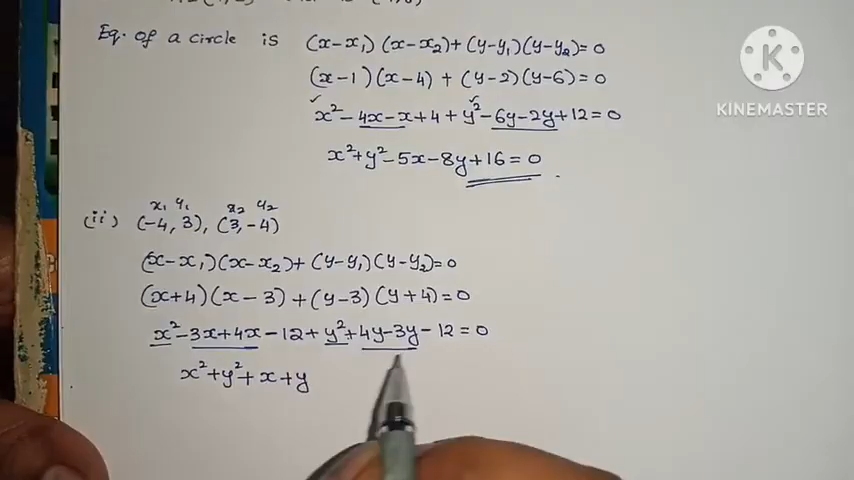 Eq. of a circle is (x-x₁)(x-x₂)+(y-y₁)(y-y₂)=0
(x-1)(x-4)+(y-2)(y-6)=0
x²-4x-x+4+y²-6y-2y+12=0
x²+y²-5x-8y+16=0.
x₁ y₁ x₂ y₂
(ii) (-4,3),(3,-4)
(x-x₁)(x-x₂)+(y-y₁)(y-y₂)=0
(x+4)(x-3)+(y-3)(y+4)=0
x²-3x+4x-12+y²+4y-3y-12=0
x²+y²+x+y
KINEMASTER